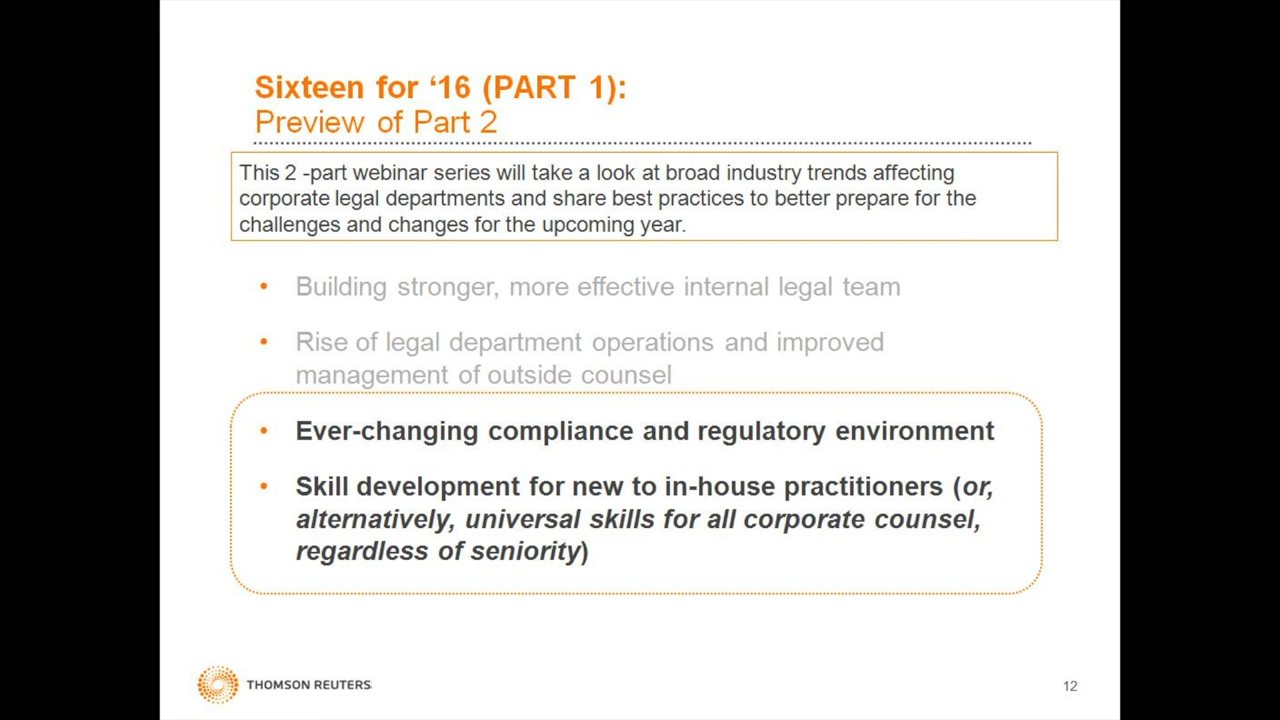 Sixteen for ‘16 (PART 1):
Preview of Part 2
This 2 -part webinar series will take a look at broad industry trends affecting
corporate legal departments and share best practices to better prepare for the
challenges and changes for the upcoming year.
• Building stronger, more effective internal legal team
• Rise of legal department operations and improved
management of outside counsel
• Ever-changing compliance and regulatory environment
• Skill development for new to in-house practitioners (or,
alternatively, universal skills for all corporate counsel,
regardless of seniority)
THOMSON REUTERS
12